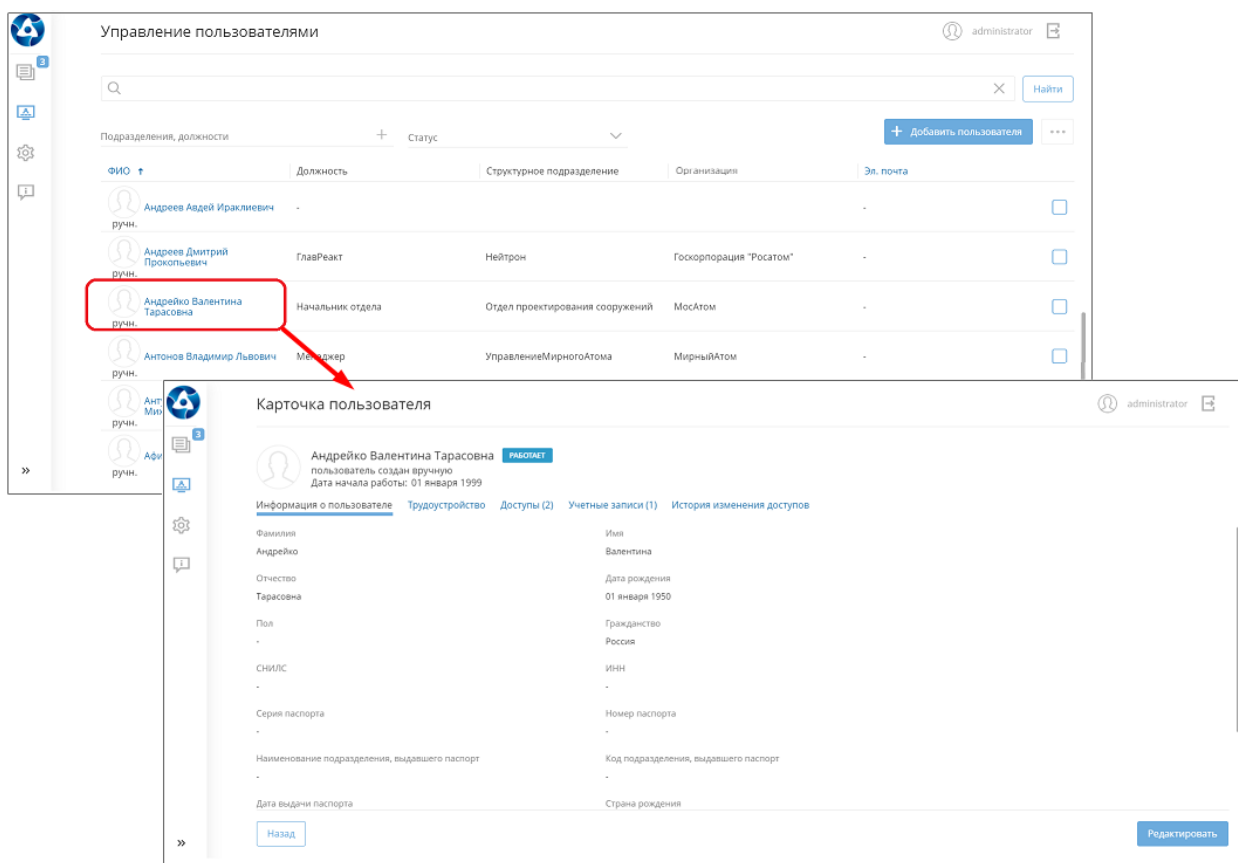 Управление пользователями
administrator
3
Найти
Подразделения, должности
Статус
+ Добавить пользователя
...
ФИО ↑ Должность Структурное подразделение Организация Эл. почта
Андреев Авдей Ираклиевич - -
ручн.
Андреев Дмитрий
Прокопьевич
ГлавРеакт Нейтрон Госкорпорация "Росатом" -
ручн.
Андрейко Валентина
Тарасовна
Начальник отдела Отдел проектирования сооружений МосАтом -
ручн.
Антонов Владимир Львович Менеджер УправлениеМирногоАтома МирныйАтом -
ручн.
Ант
Мих
ручн.
Афи
ручн.
»
Карточка пользователя
administrator
3
Андрейко Валентина Тарасовна РАБОТАЕТ
пользователь создан вручную
Дата начала работы: 01 января 1999
Информация о пользователе Трудоустройство Доступы (2) Учетные записи (1) История изменения доступов
Фамилия Имя
Андрейко Валентина
Отчество Дата рождения
Тарасовна 01 января 1950
Пол Гражданство
- Россия
СНИЛС ИНН
- -
Серия паспорта Номер паспорта
- -
Наименование подразделения, выдавшего паспорт Код подразделения, выдавшего паспорт
- -
Дата выдачи паспорта Страна рождения
Назад Редактировать
»